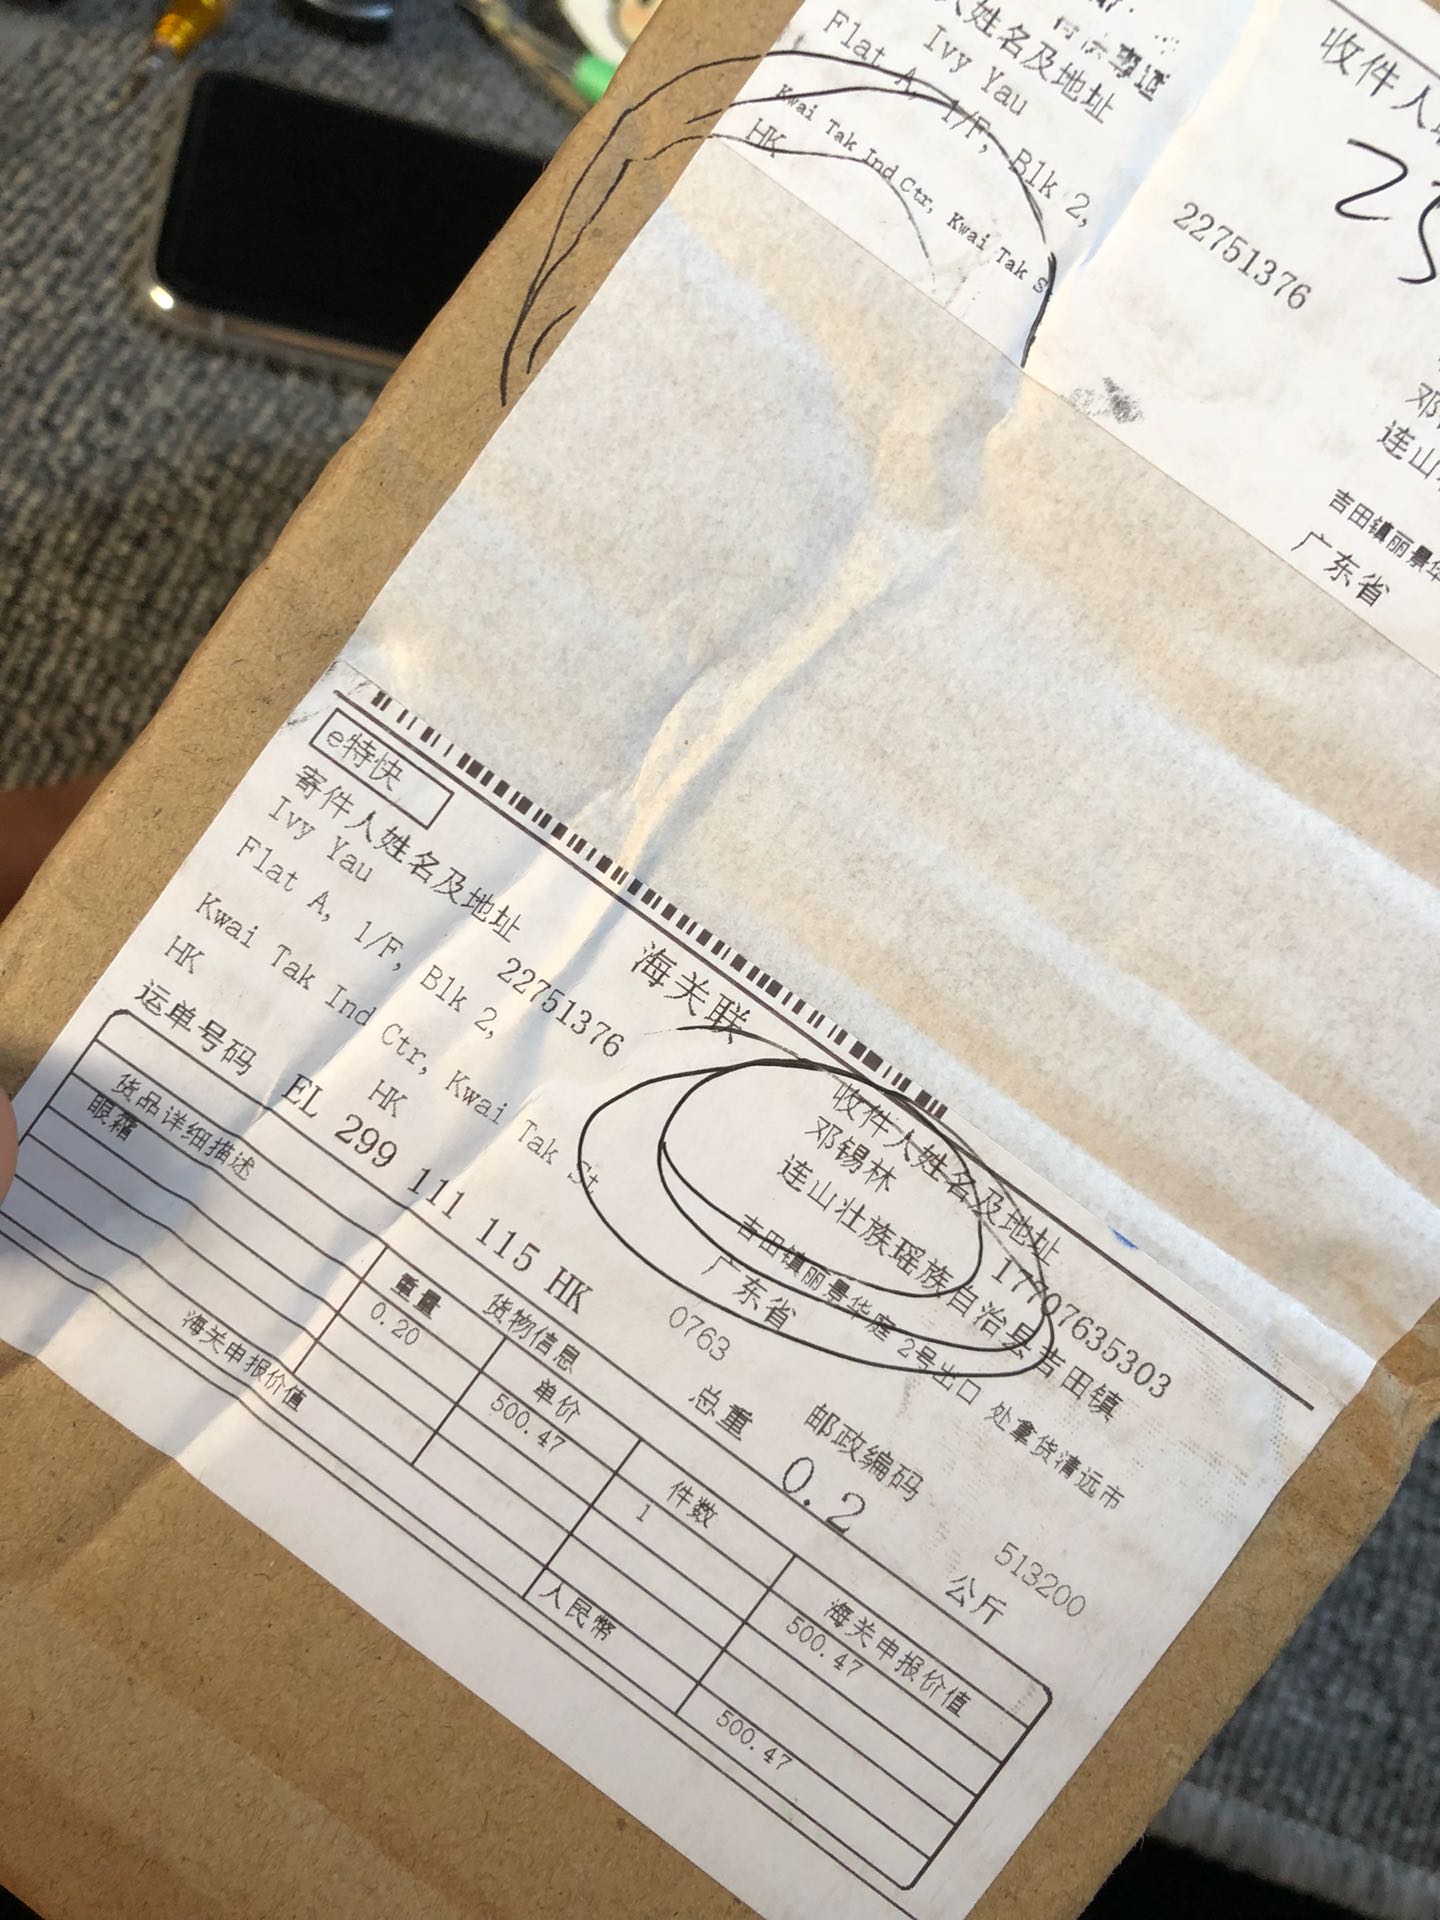 人姓名及地址
Ivy Yau
Flat A, 1/F, Blk 2,
Kwai Tak Ind Ctr, Kwai Tak S
HK
收件人
22751376
邓
连山
吉田镇丽景华
广东省
e特快
海关联
寄件人姓名及地址
Ivy Yau
22751376
Flat A, 1/F, Blk 2,
Kwai Tak Ind Ctr, Kwai Tak St,
HK
HK
收件人姓名及地址
邓锡林
17707635303
连山壮族瑶族自治县吉田镇
吉田镇丽景华庭 2号出口 处拿货清远市
广东省
0763
邮政编码
513200
运单号码 EL 299 111 115 HK
总重 0.2 公斤
货物信息
货品详细描述 重量 单价 件数 海关申报价值
眼霜 0.20 500.47 1 500.47
海关申报价值 人民幣 500.47